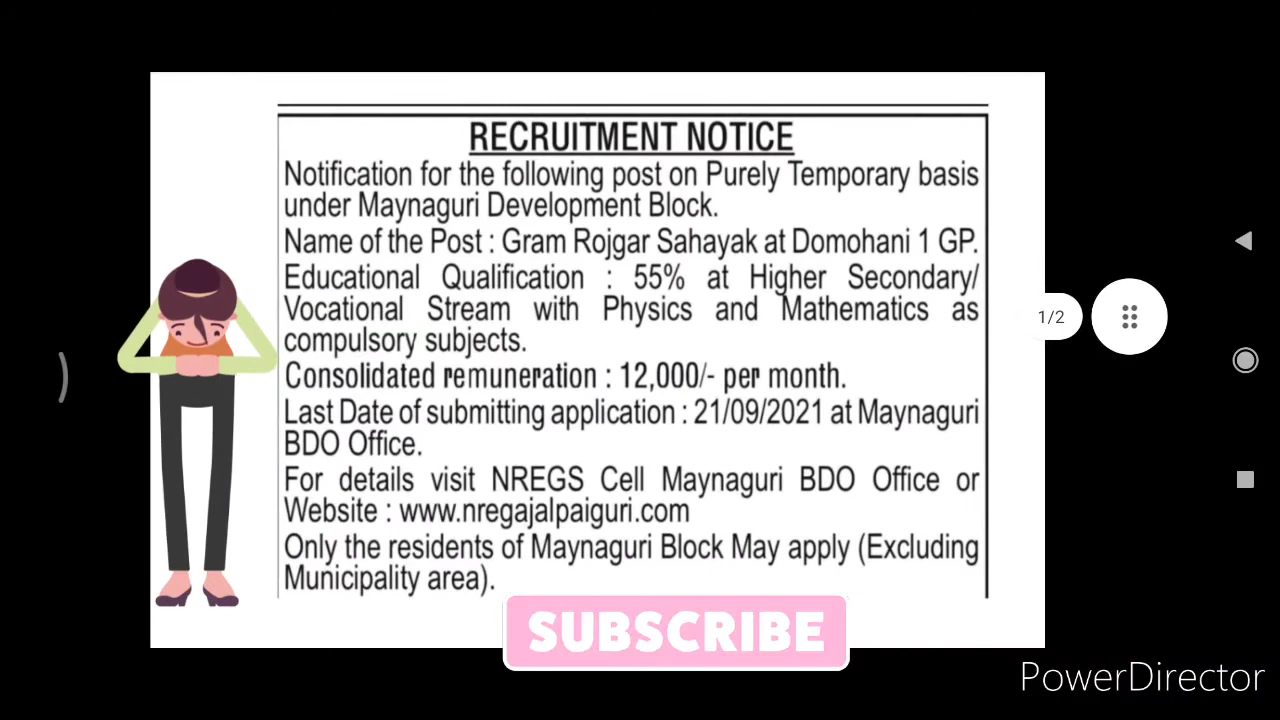 RECRUITMENT NOTICE
Notification for the following post on Purely Temporary basis
under Maynaguri Development Block.
Name of the Post : Gram Rojgar Sahayak at Domohani 1 GP.
Educational Qualification : 55% at Higher Secondary/
Vocational Stream with Physics and Mathematics as
compulsory subjects.
Consolidated remuneration : 12,000/- per month.
Last Date of submitting application : 21/09/2021 at Maynaguri
BDO Office.
For details visit NREGS Cell Maynaguri BDO Office or
Website : www.nregajalpaiguri.com
Only the residents of Maynaguri Block May apply (Excluding
Municipality area).
1/2
SUBSCRIBE
PowerDirector